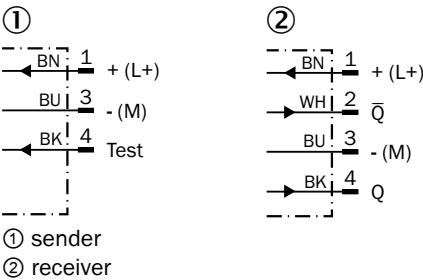 ① ②
BN 1 + (L+)
BU 3 - (M)
BK 4 Test
BN 1 + (L+)
WH 2 Q̅
BU 3 - (M)
BK 4 Q
① sender
② receiver